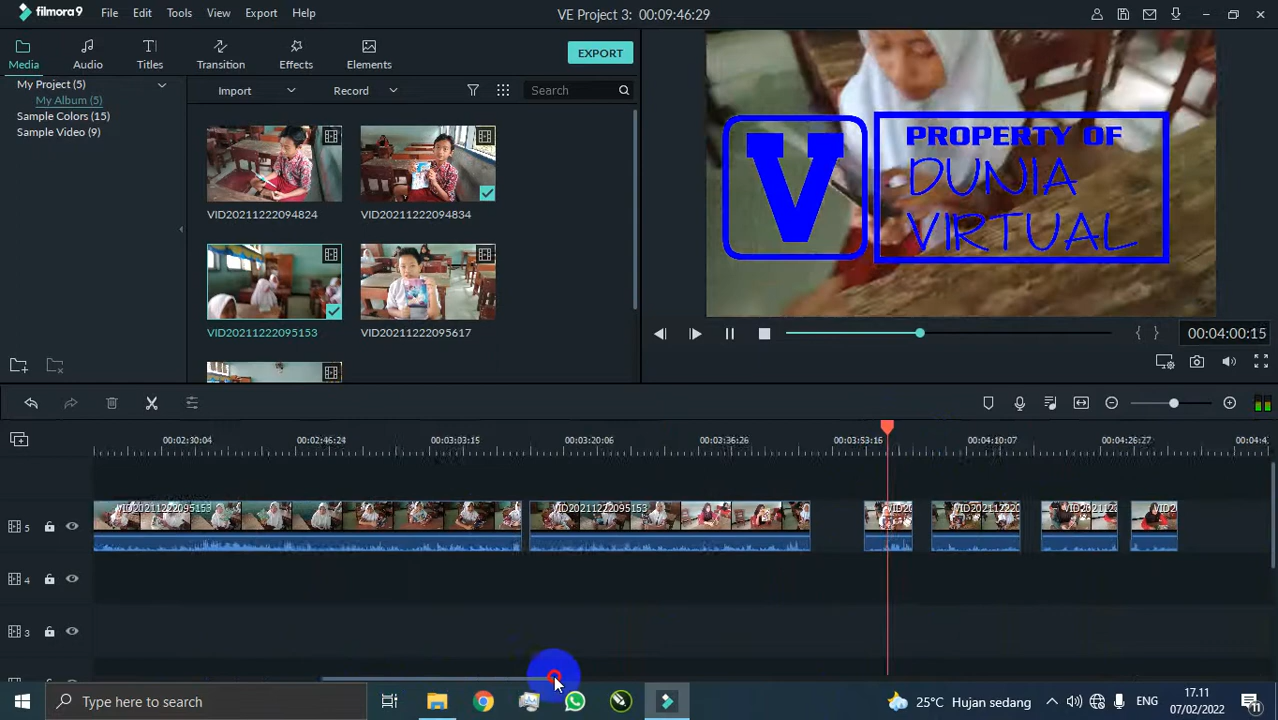 filmora9 File Edit Tools View Export Help VE Project 3: 00:09:46:29
Media Audio Titles Transition Effects Elements EXPORT
My Project (5)
My Album (5)
Sample Colors (15)
Sample Video (9)
Import Record Search
VID20211222094824 VID20211222094834
VID20211222095153 VID20211222095617
V
PROPERTY OF
DUNIA
VIRTUAL
00:04:00:15
00:02:30:04 00:02:46:24 00:03:03:15 00:03:20:06 00:03:36:26 00:03:53:16 00:04:10:07 00:04:26:27 00:04:4
5 VID20211222095153 VID20211222095153
4
3
Type here to search 25°C Hujan sedang ENG 17.11
07/02/2022 11